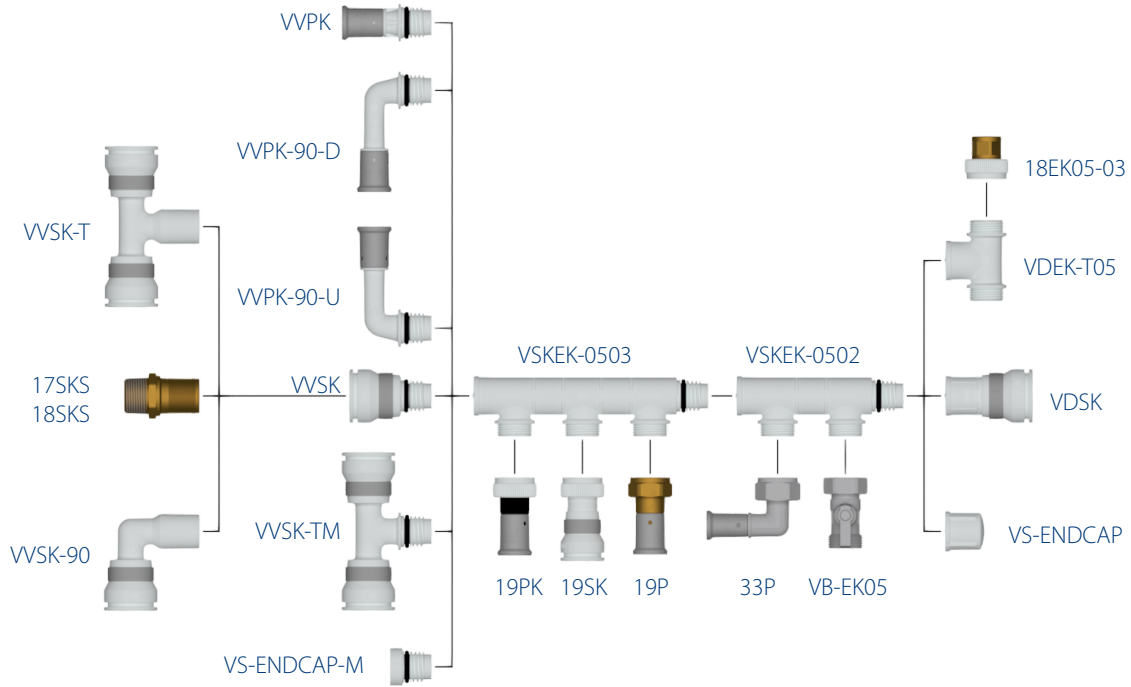 VVPK
VVPK-90-D
18EK05-03
VVSK-T
VDEK-T05
VVPK-90-U
VSKEK-0503
VSKEK-0502
17SKS
18SKS
VVSK
VDSK
VVSK-90
VVSK-TM
VS-ENDCAP
19PK
19SK
19P
33P
VB-EK05
VS-ENDCAP-M